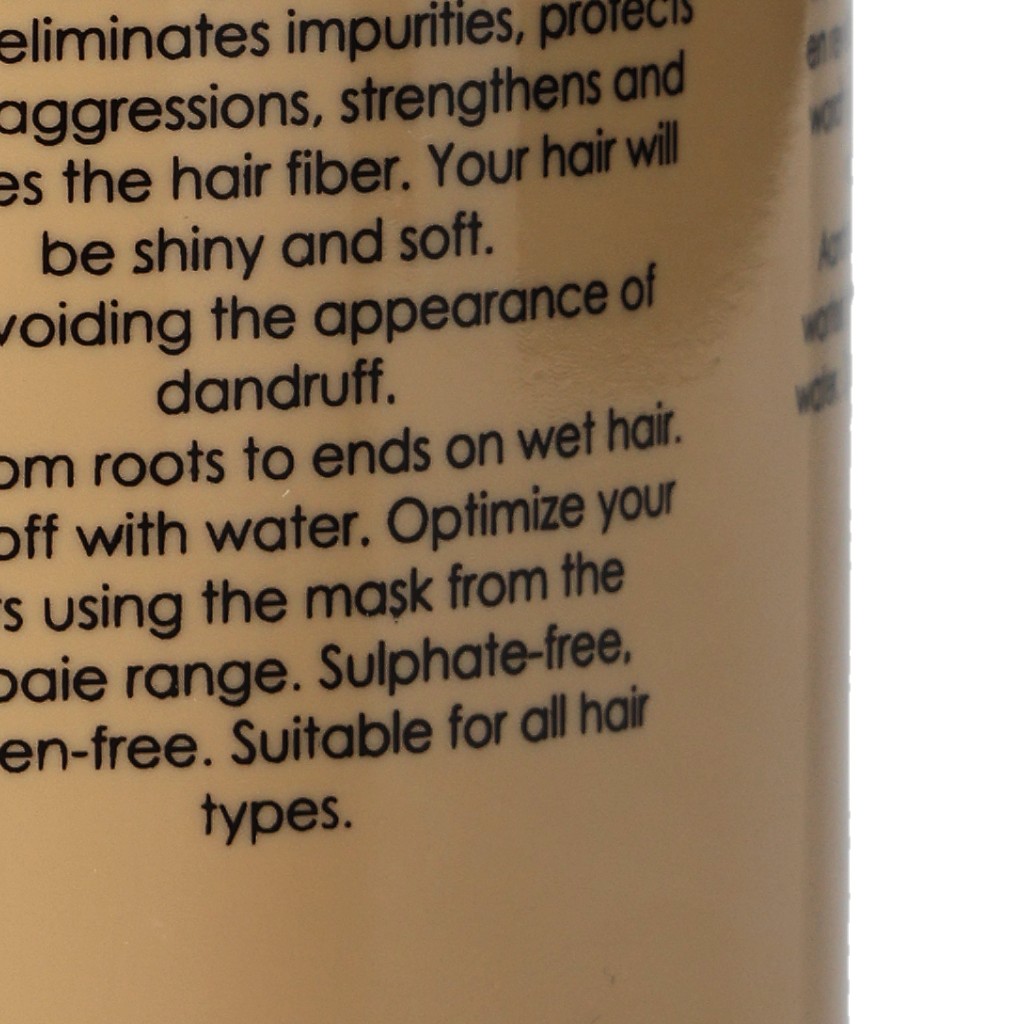 eliminates impurities, protects
aggressions, strengthens and
es the hair fiber. Your hair will
be shiny and soft.
voiding the appearance of
dandruff.
om roots to ends on wet hair.
off with water. Optimize your
s using the mask from the
baie range. Sulphate-free,
en-free. Suitable for all hair
types.
water